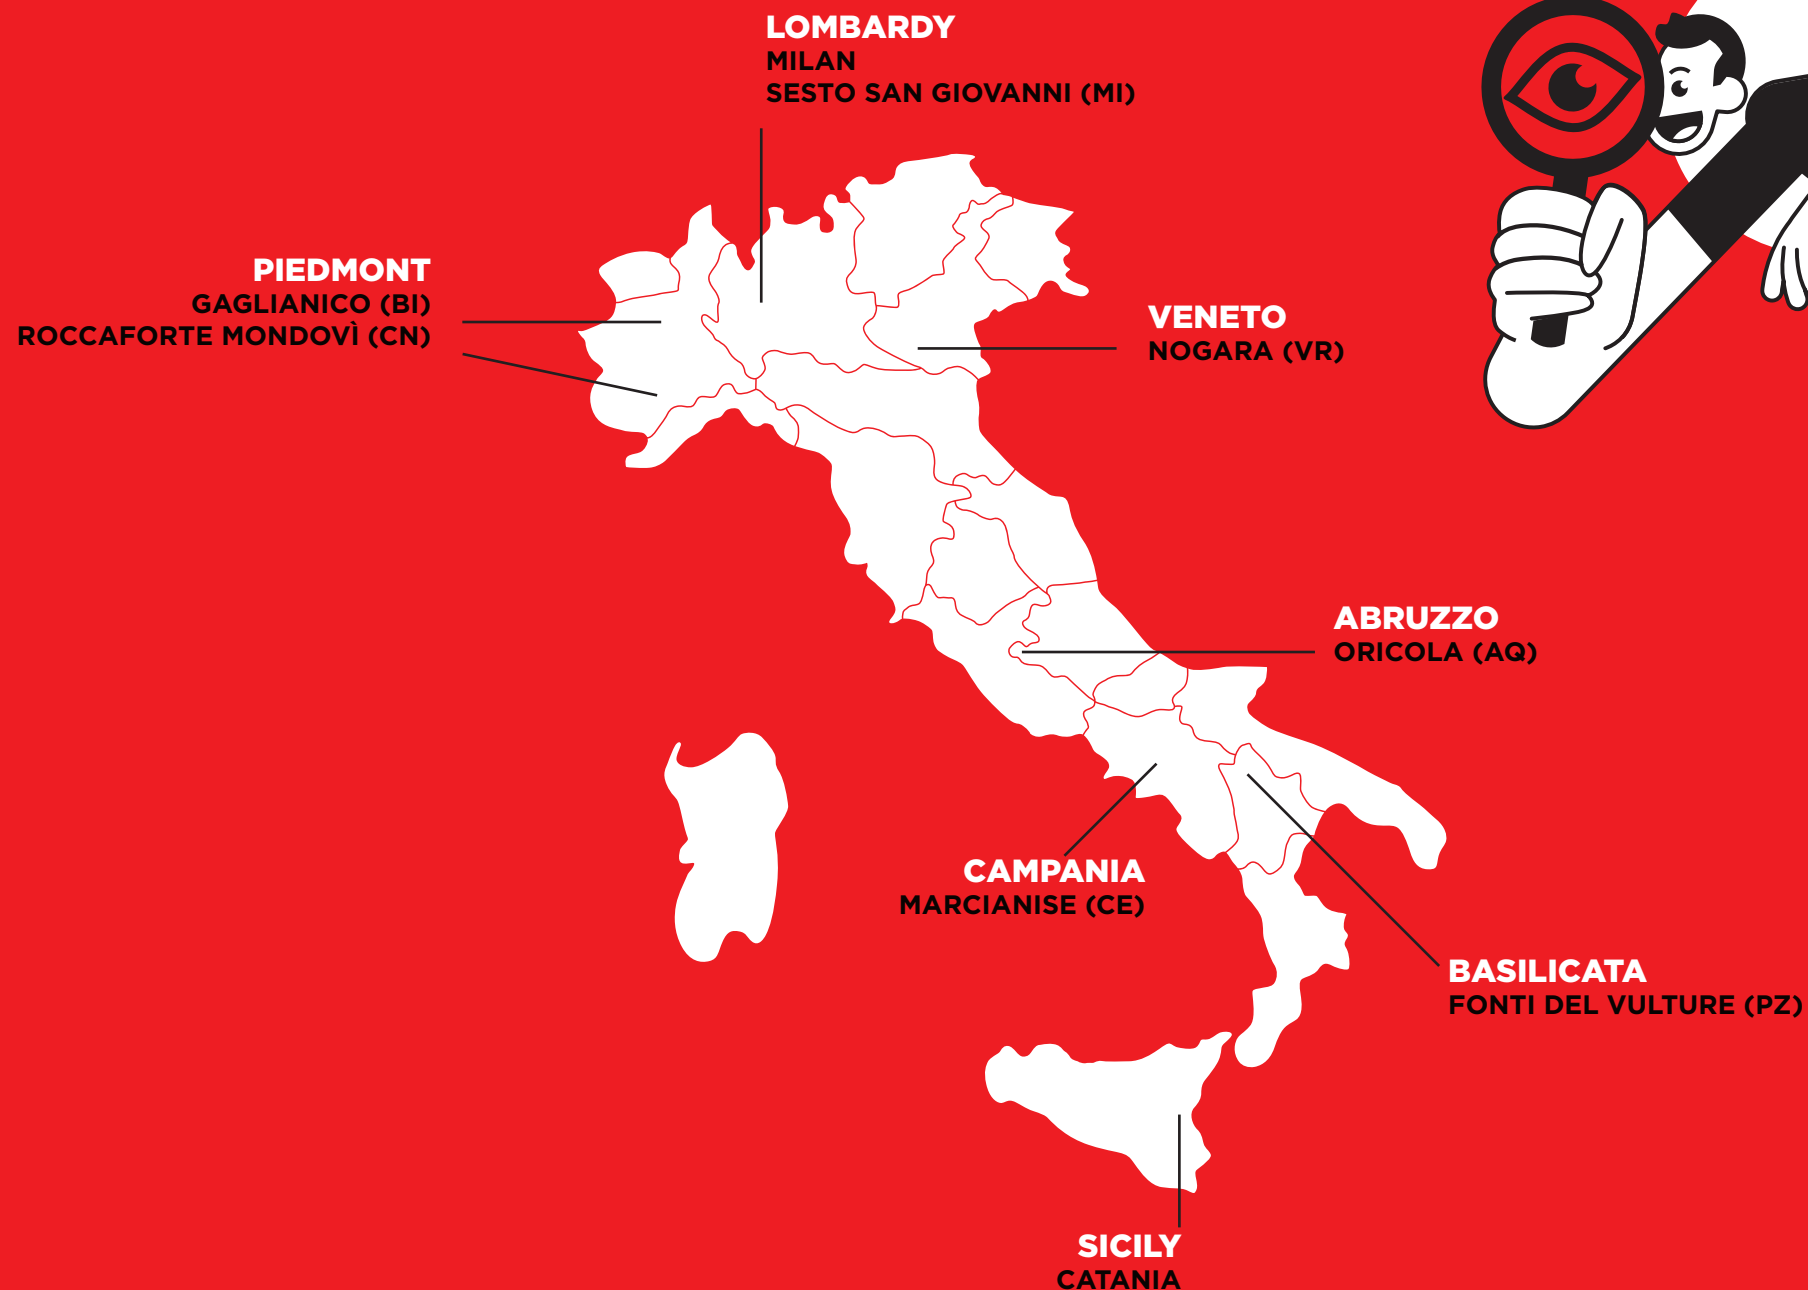 LOMBARDY
MILAN
SESTO SAN GIOVANNI (MI)
PIEDMONT
GAGLIANICO (BI)
ROCCAFORTE MONDOVÌ (CN)
VENETO
NOGARA (VR)
ABRUZZO
ORICOLA (AQ)
CAMPANIA
MARCIANISE (CE)
BASILICATA
FONTI DEL VULTURE (PZ)
SICILY
CATANIA